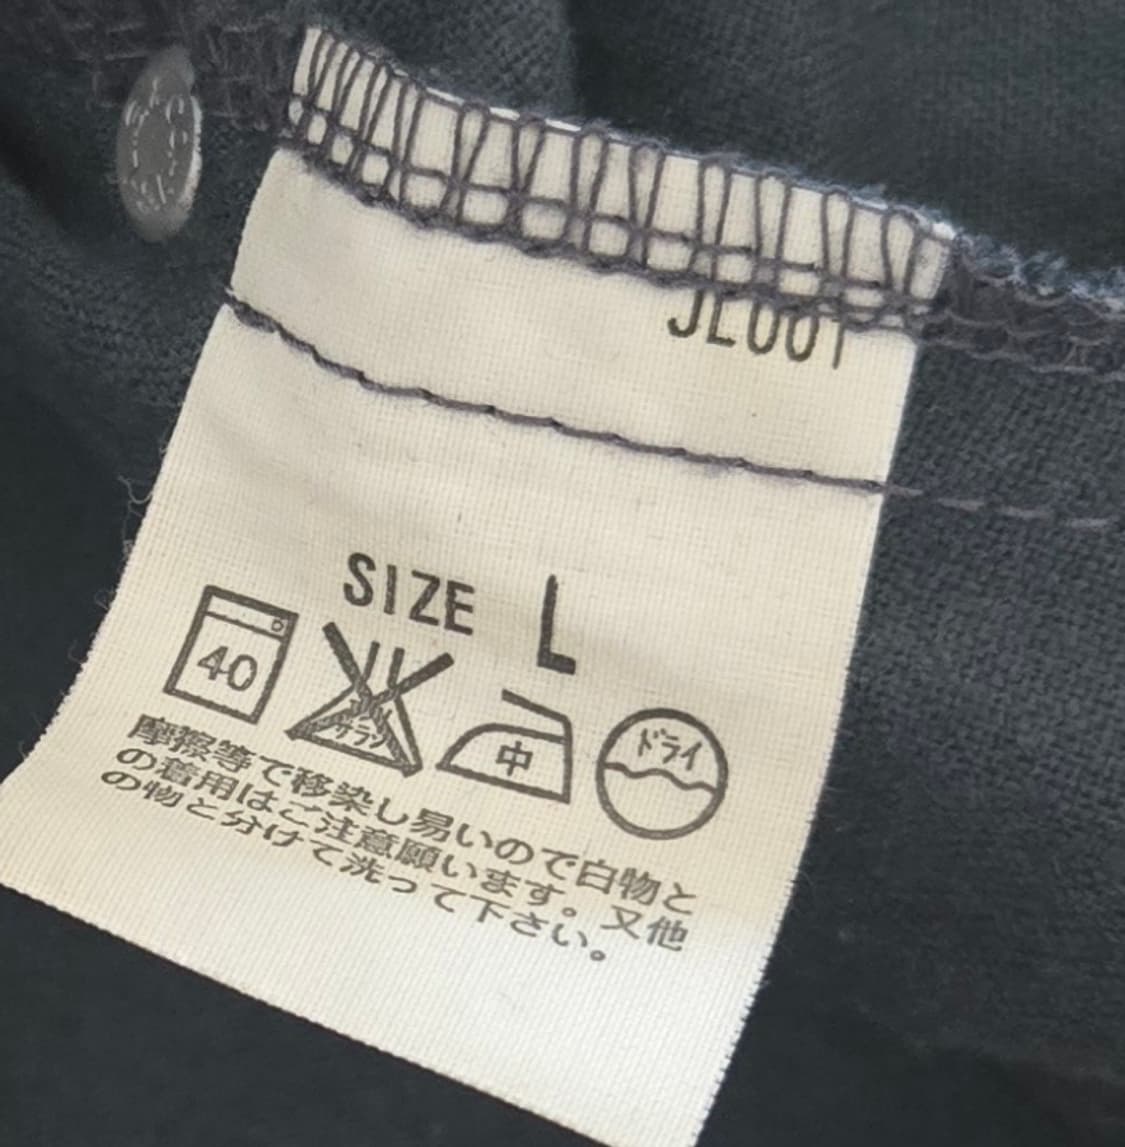 JL001
SIZE L
40
サラシ
中
ドライ
摩擦等で移染し易いので白物と
の着用はご注意願います。又他
の物と分けて洗って下さい。